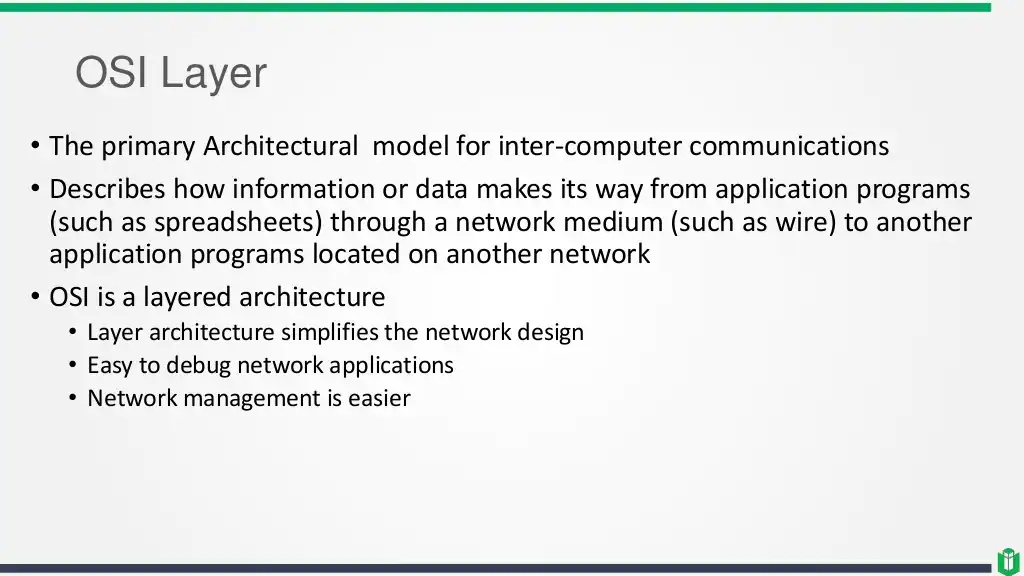 OSI Layer
• The primary Architectural  model for inter-computer communications
• Describes how information or data makes its way from application programs
(such as spreadsheets) through a network medium (such as wire) to another
application programs located on another network
• OSI is a layered architecture
• Layer architecture simplifies the network design
• Easy to debug network applications
• Network management is easier